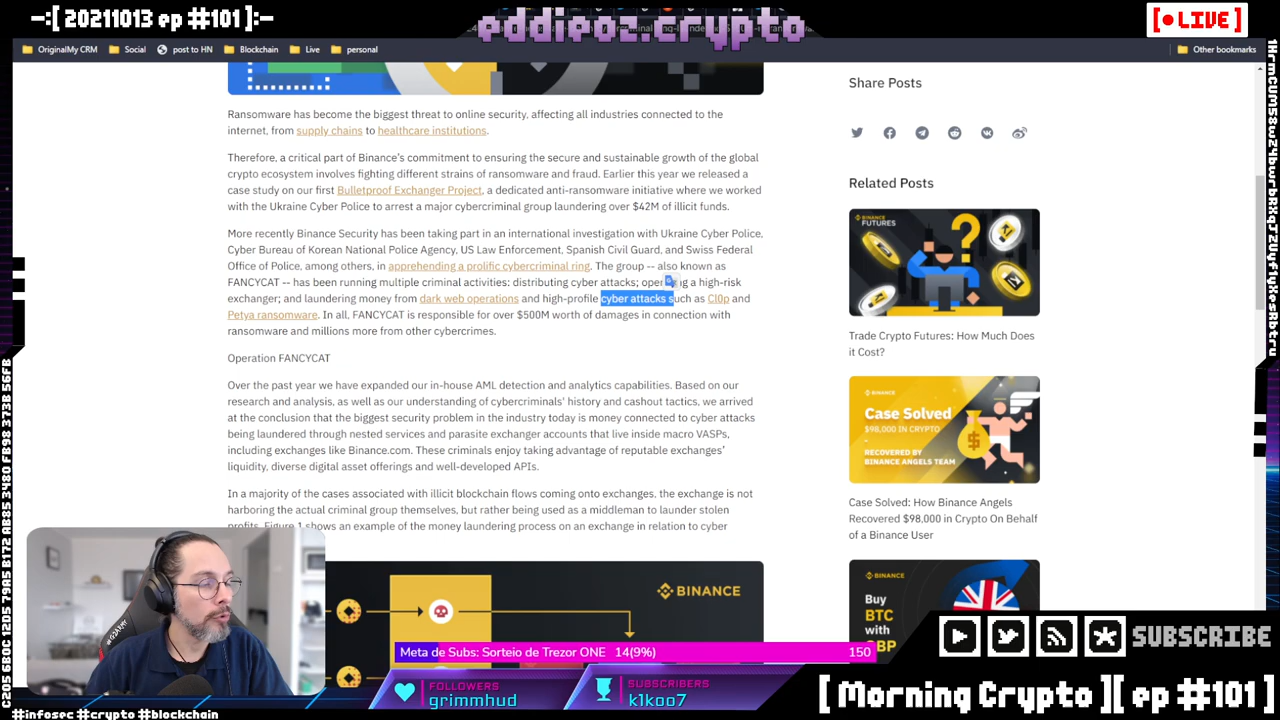 —:[ 20211013 ep #101 ]:—
eddipoz.crypto
[ ● LIVE ]
OriginalMy CRM
Social
post to HN
Blockchain
Live
personal
Other bookmarks
Ransomware has become the biggest threat to online security, affecting all industries connected to the
internet, from supply chains to healthcare institutions.
Therefore, a critical part of Binance's commitment to ensuring the secure and sustainable growth of the global
crypto ecosystem involves fighting different strains of ransomware and fraud. Earlier this year we released a
case study on our first Bulletproof Exchanger Project, a dedicated anti-ransomware initiative where we worked
with the Ukraine Cyber Police to arrest a major cybercriminal group laundering over $42M of illicit funds.
More recently Binance Security has been taking part in an international investigation with Ukraine Cyber Police,
Cyber Bureau of Korean National Police Agency, US Law Enforcement, Spanish Civil Guard, and Swiss Federal
Office of Police, among others, in apprehending a prolific cybercriminal ring. The group -- also known as
FANCYCAT -- has been running multiple criminal activities: distributing cyber attacks; operating a high-risk
exchanger; and laundering money from dark web operations and high-profile cyber attacks such as Cl0p and
Petya ransomware. In all, FANCYCAT is responsible for over $500M worth of damages in connection with
ransomware and millions more from other cybercrimes.
Operation FANCYCAT
Over the past year we have expanded our in-house AML detection and analytics capabilities. Based on our
research and analysis, as well as our understanding of cybercriminals' history and cashout tactics, we arrived
at the conclusion that the biggest security problem in the industry today is money connected to cyber attacks
being laundered through nested services and parasite exchanger accounts that live inside macro VASPs,
including exchanges like Binance.com. These criminals enjoy taking advantage of reputable exchanges'
liquidity, diverse digital asset offerings and well-developed APIs.
In a majority of the cases associated with illicit blockchain flows coming onto exchanges, the exchange is not
harboring the actual criminal group themselves, but rather being used as a middleman to launder stolen
profits. Figure 1 shows an example of the money laundering process on an exchange in relation to cyber
BINANCE
Share Posts
Related Posts
BINANCE
FUTURES
Trade Crypto Futures: How Much Does
it Cost?
BINANCE
Case Solved
$98,000 IN CRYPTO
RECOVERED BY
BINANCE ANGELS TEAM
Case Solved: How Binance Angels
Recovered $98,000 in Crypto On Behalf
of a Binance User
BINANCE
Buy
BTC
with
GBP
Meta de Subs: Sorteio de Trezor ONE 14(9%) 150
FOLLOWERS
grimmhud
SUBSCRIBERS
k1koo7
SUBSCRIBE
[ Morning Crypto ][ ep #101 ]
#infosec #crypto #blockchain